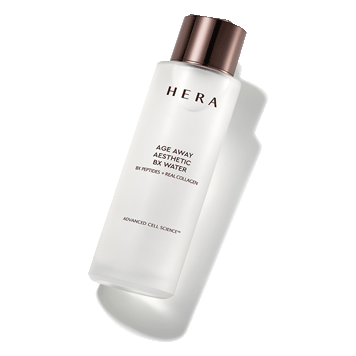 HERA
AGE AWAY
AESTHETIC
BX WATER
BX PEPTIDES + REAL COLLAGEN
ADVANCED CELL SCIENCE™